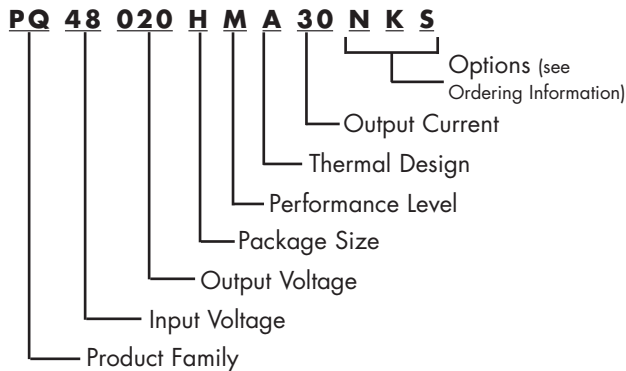 PQ 48 020 H M A 30 N K S
Options (see
Ordering Information)
Output Current
Thermal Design
Performance Level
Package Size
Output Voltage
Input Voltage
Product Family